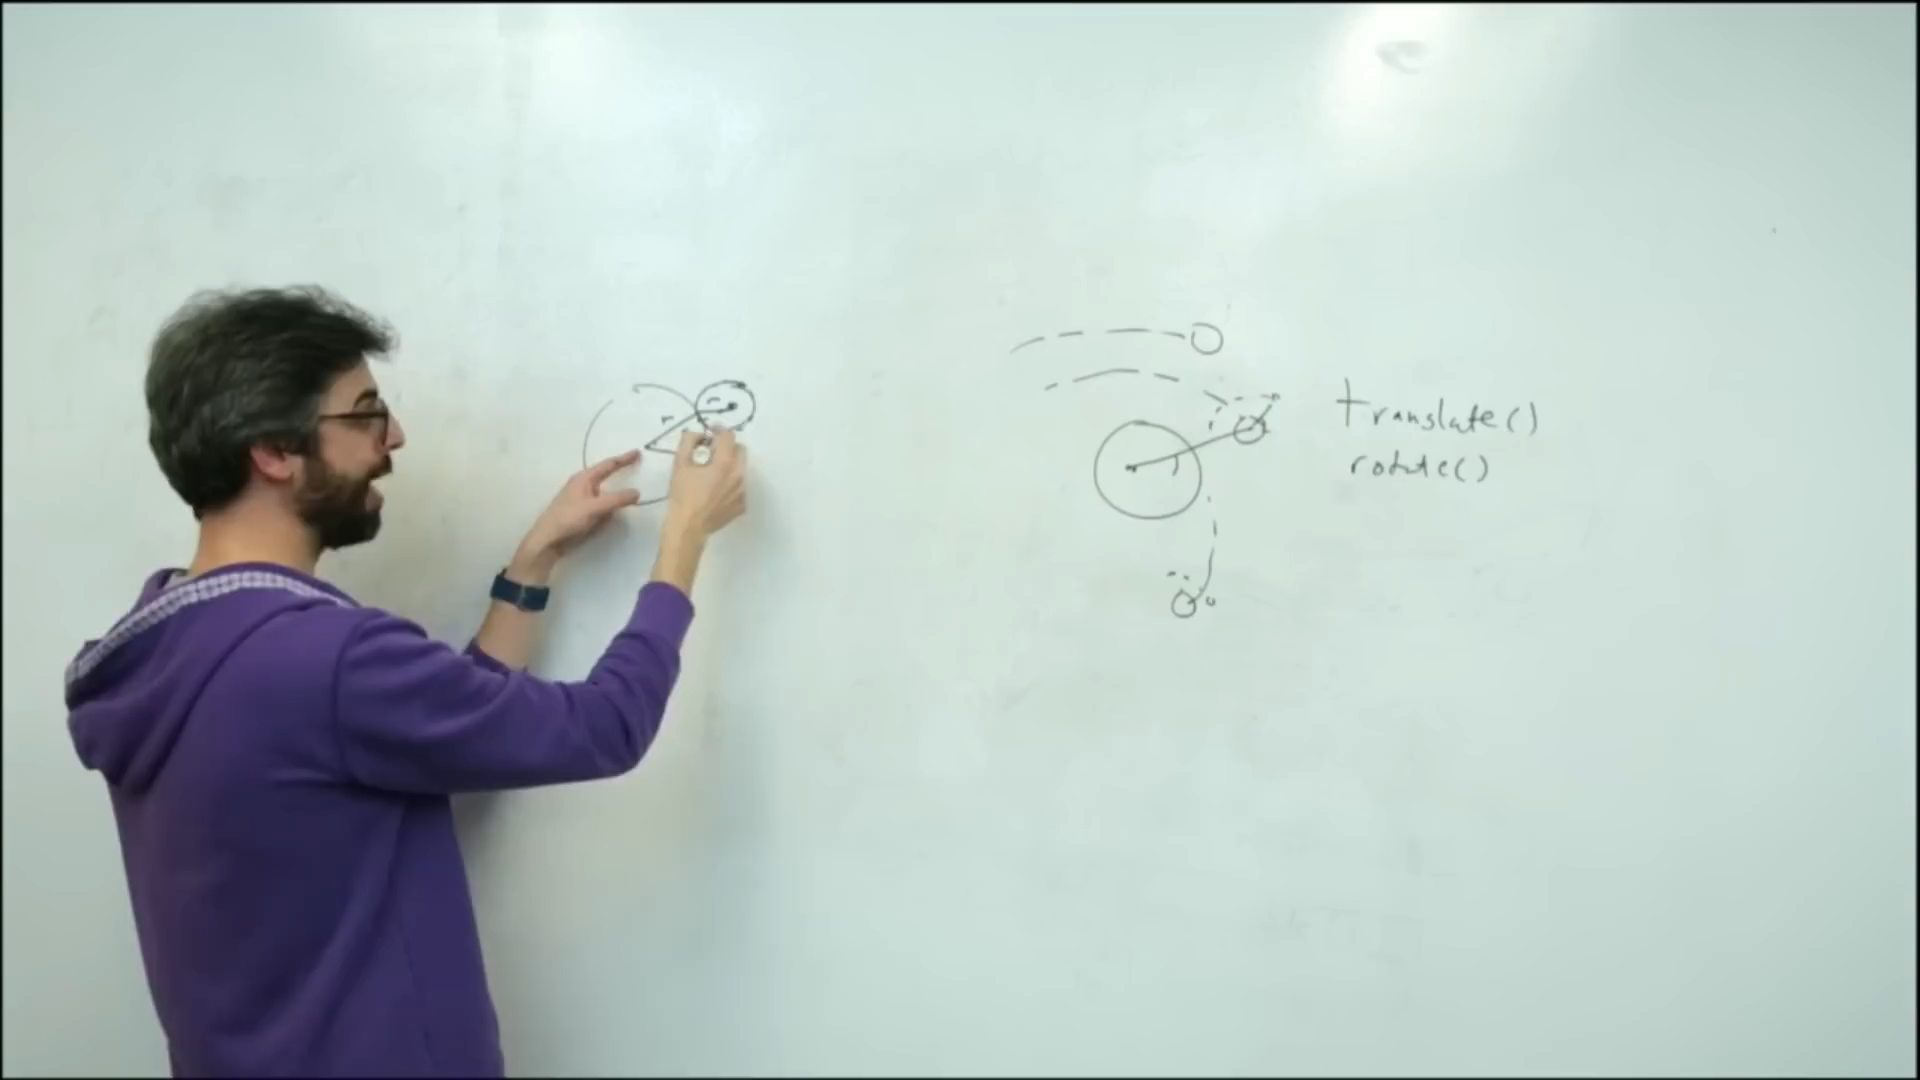 r
r
translate()
rotate()